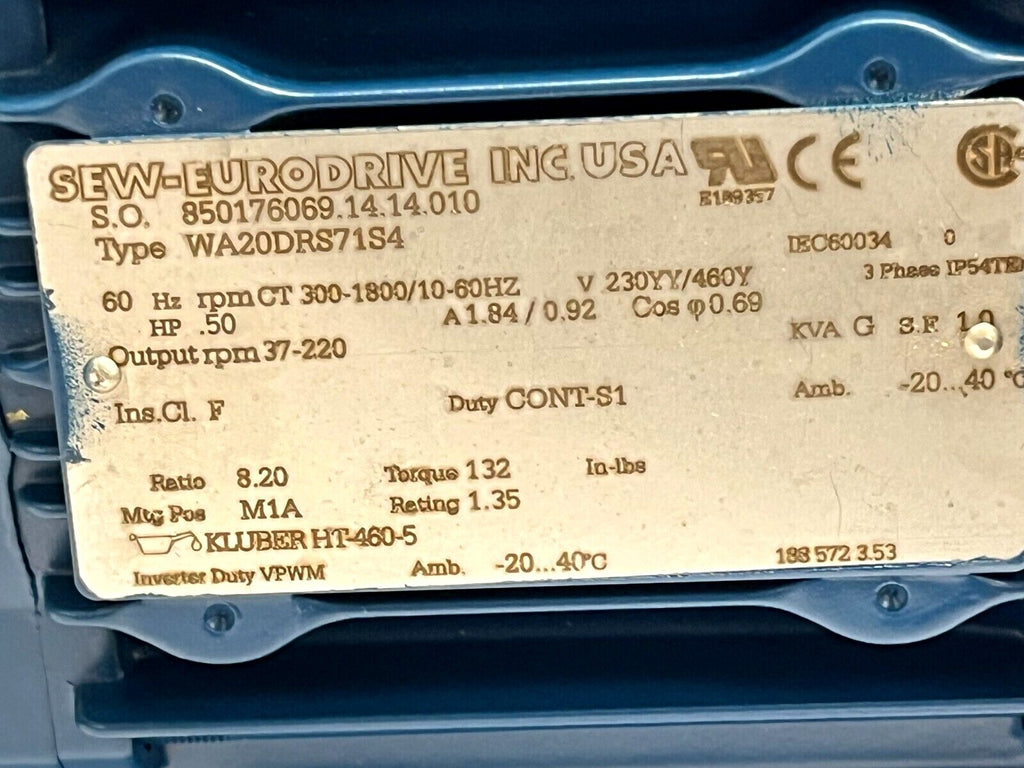 SEW-EURODRIVE INC. USA
E189357
S.O. 850176069.14.14.010
Type WA20DRS71S4
IEC60034 0
3 Phases IP54
60 Hz rpm CT 300-1800/10-60HZ V 230YY/460Y
HP .50 A 1.84 / 0.92 Cos φ 0.69
KVA G S.F. 1.0
Output rpm 37-220
Amb. -20...40 °C
Ins.Cl. F Duty CONT-S1
Ratio 8.20 Torque 132 In-lbs
Mtg Pos M1A Rating 1.35
KLUBER HT-460-5
Inverter Duty VPWM Amb. -20...40°C 188 572 3.53